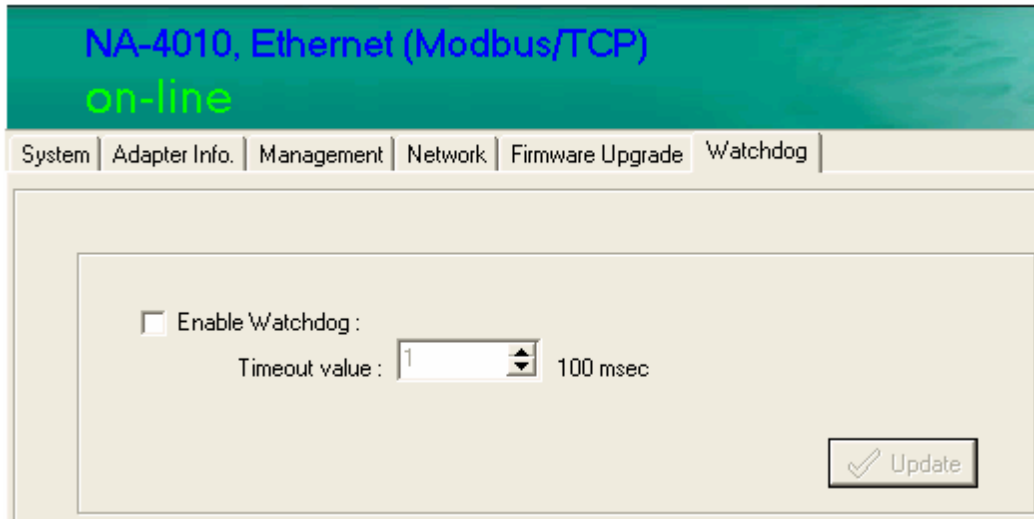 NA-4010, Ethernet (Modbus/TCP)
on-line
System Adapter Info. Management Network Firmware Upgrade Watchdog
Enable Watchdog :
Timeout value : 1 100 msec
Update